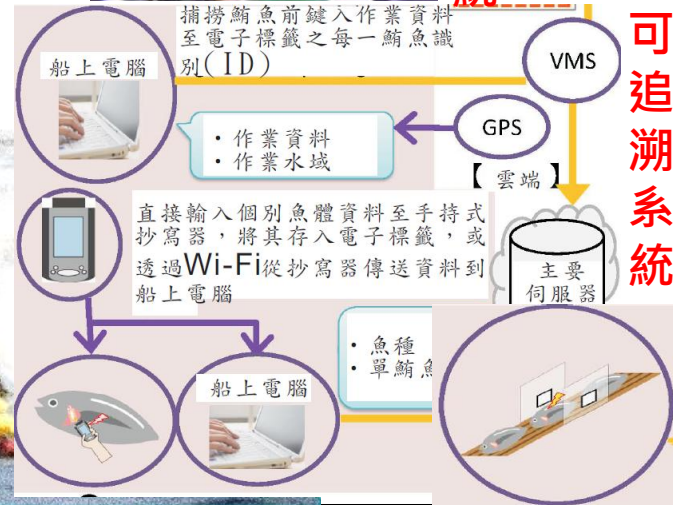 捕撈鮪魚前鍵入作業資料
至電子標籤之每一鮪魚識
別(ID)
船上電腦
VMS
可追溯系統
GPS
・作業資料
・作業水域
【雲端】
直接輸入個別魚體資料至手持式
抄寫器，將其存入電子標籤，或
透過Wi-Fi從抄寫器傳送資料到
船上電腦
主要
伺服器
・魚種
・單鮪魚
船上電腦